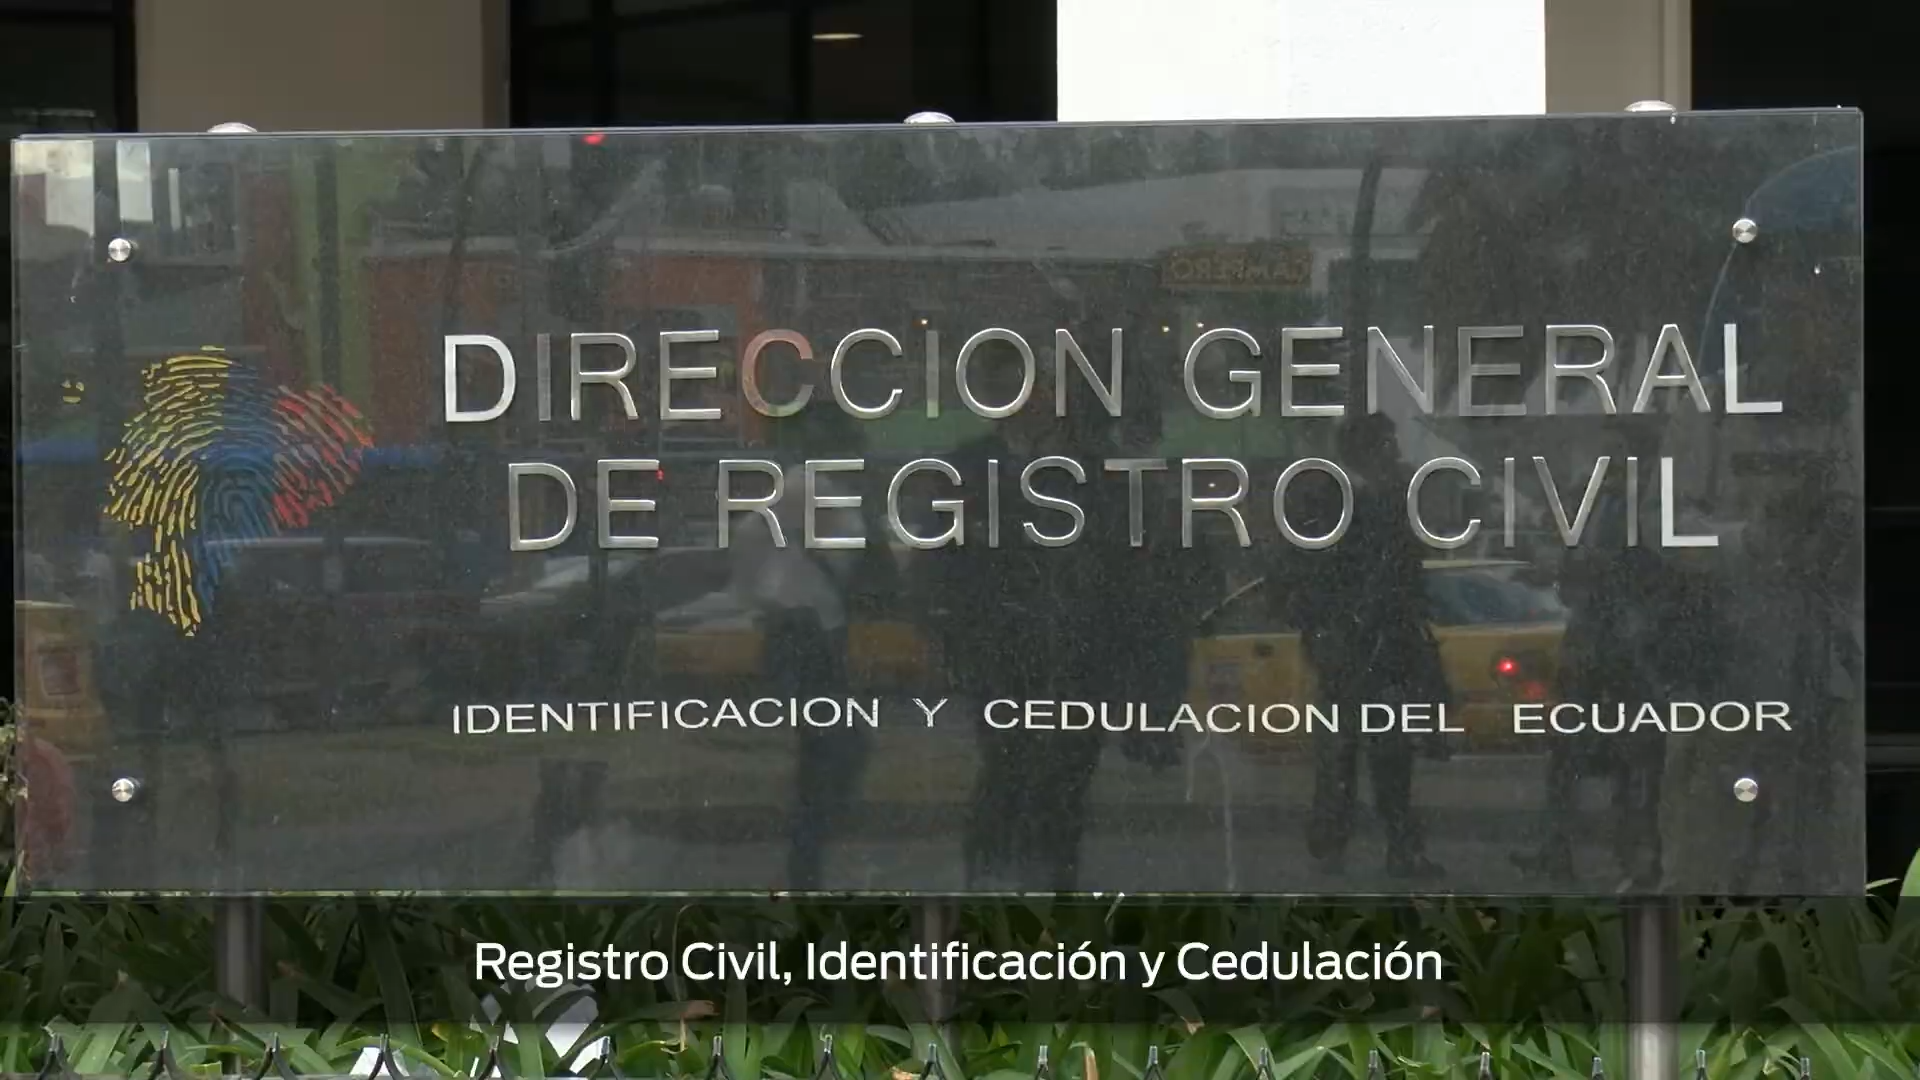 DIRECCION GENERAL
DE REGISTRO CIVIL
IDENTIFICACION Y CEDULACION DEL ECUADOR
Registro Civil, Identificación y Cedulación